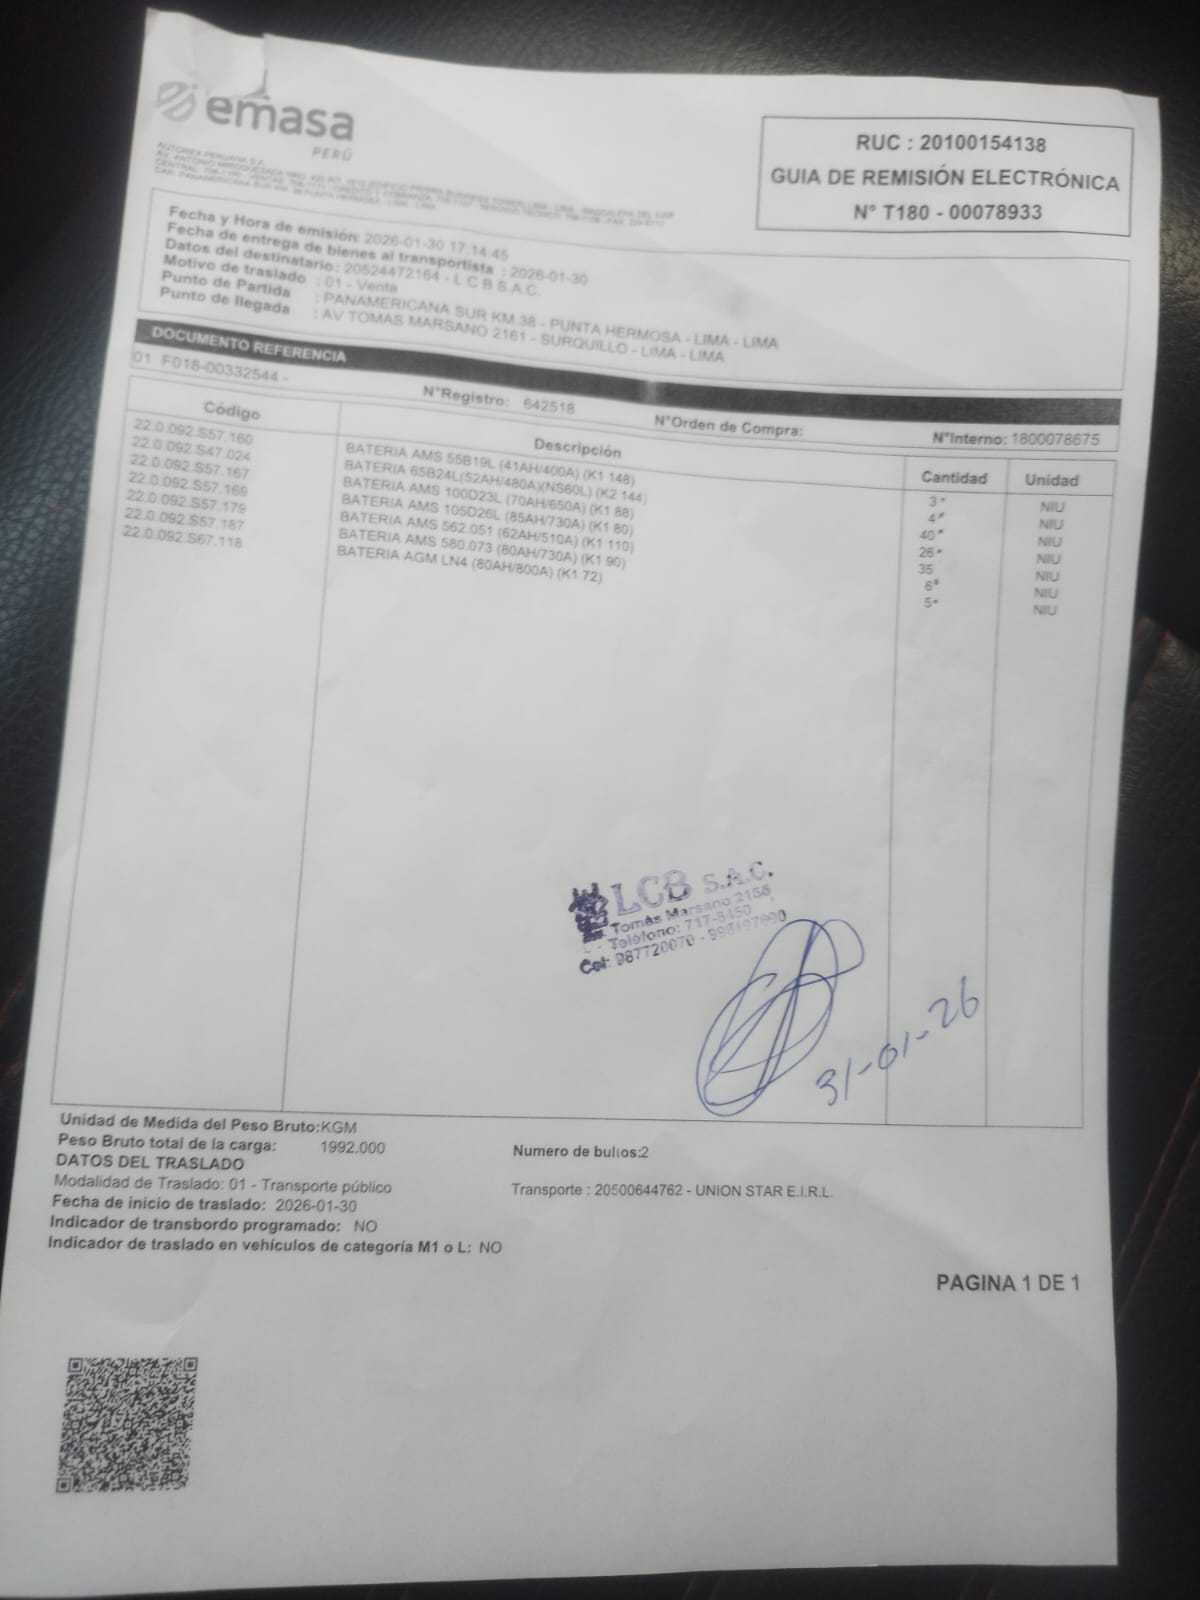 emasa
PERÚ
RUC : 20100154138
GUIA DE REMISIÓN ELECTRÓNICA
N° T180 - 00078933
AUTOREX PERUANA S.A.
Fecha y Hora de emisión: 2026-01-30 17:14:45
Fecha de entrega de bienes al transportista : 2026-01-30
Datos del destinatario: 20524472164 - L C B S.A.C.
Motivo de traslado : 01 - Venta
Punto de Partida : PANAMERICANA SUR KM 38 - PUNTA HERMOSA - LIMA - LIMA
Punto de llegada : AV TOMAS MARSANO 2161 - SURQUILLO - LIMA - LIMA
DOCUMENTO REFERENCIA
01 F018-00332544 - N°Registro: 642518 N°Orden de Compra: N°Interno: 1800078675
Código Descripción Cantidad Unidad
22.0.092.S57.160 BATERIA AMS 55B19L (41AH/400A) (K1 148) 3 NIU
22.0.092.S47.024 BATERIA 65B24L(52AH/480A)(NS60L) (K2 144) 4 NIU
22.0.092.S57.167 BATERIA AMS 100D23L (70AH/650A) (K1 88) 40 NIU
22.0.092.S57.169 BATERIA AMS 105D26L (85AH/730A) (K1 80) 26 NIU
22.0.092.S57.179 BATERIA AMS 562.051 (62AH/510A) (K1 110) 35 NIU
22.0.092.S57.187 BATERIA AMS 580.073 (80AH/730A) (K1 90) 6 NIU
22.0.092.S67.118 BATERIA AGM LN4 (80AH/800A) (K1 72) 5 NIU
LCB S.A.C.
Tomás Marsano 2156
Teléfono: 717-8450
Cel: 987720070 -
31-01-26
Unidad de Medida del Peso Bruto:KGM
Peso Bruto total de la carga: 1992.000 Numero de bultos:2
DATOS DEL TRASLADO
Modalidad de Traslado: 01 - Transporte público Transporte : 20500644762 - UNION STAR E.I.R.L.
Fecha de inicio de traslado: 2026-01-30
Indicador de transbordo programado: NO
Indicador de traslado en vehículos de categoría M1 o L: NO
PAGINA 1 DE 1